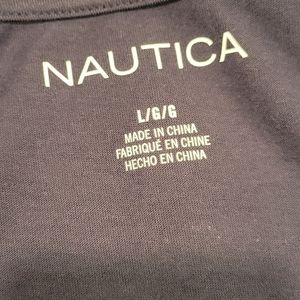 NAUTICA
L/G/G
MADE IN CHINA
FABRIQUÉ EN CHINE
HECHO EN CHINA